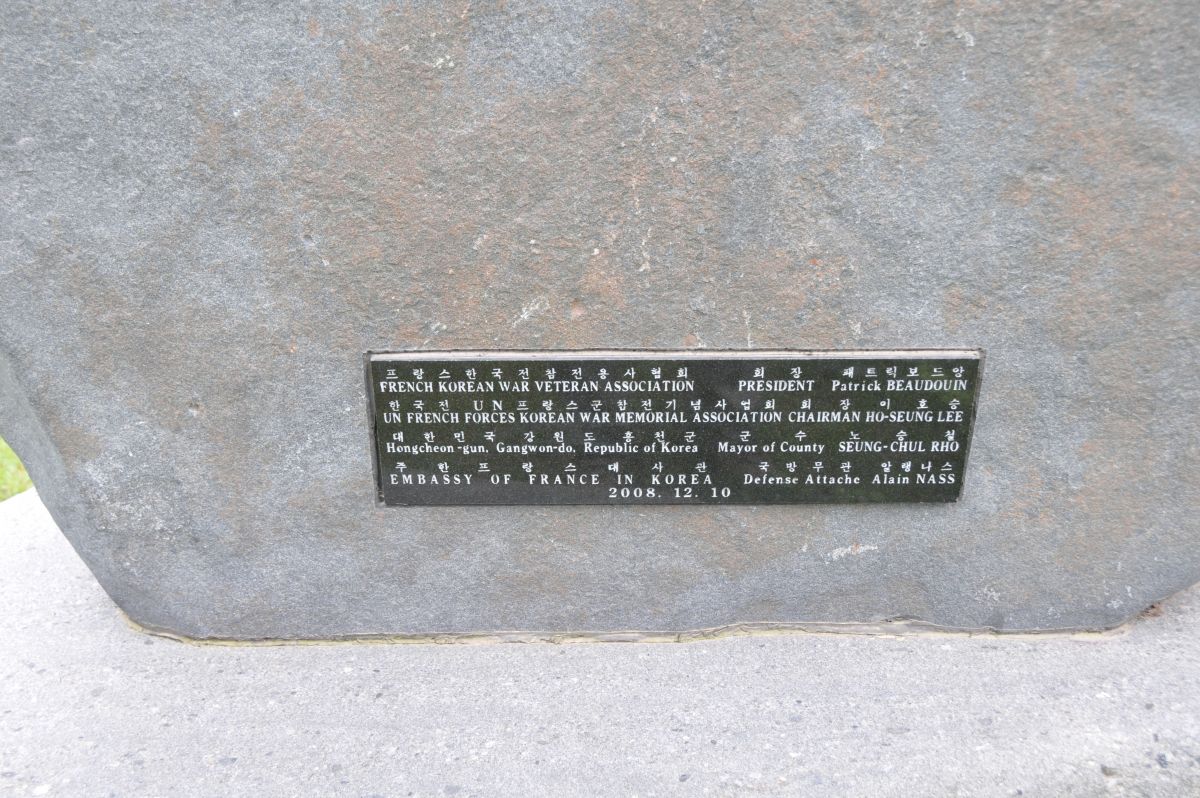 프랑스한국전참전용사협회 회장 패트릭보드앙
FRENCH KOREAN WAR VETERAN ASSOCIATION PRESIDENT Patrick BEAUDOUIN
한국전 UN프랑스군참전기념사업회회장 이호승
UN FRENCH FORCES KOREAN WAR MEMORIAL ASSOCIATION CHAIRMAN HO-SEUNG LEE
대한민국강원도홍천군 군수 노승철
Hongcheon-gun, Gangwon-do, Republic of Korea Mayor of County SEUNG-CHUL RHO
주한프랑스대사관 국방무관 알랭나스
EMBASSY OF FRANCE IN KOREA Defense Attache Alain NASS
2008. 12. 10